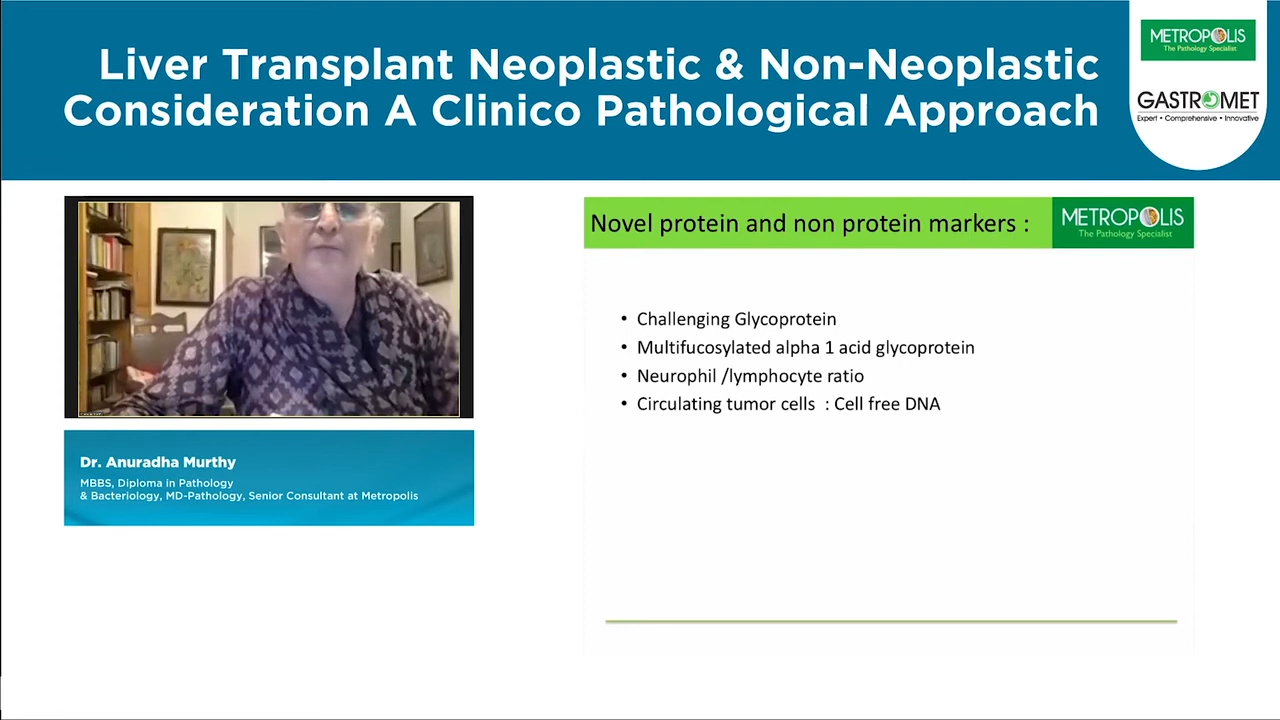 Liver Transplant Neoplastic & Non-Neoplastic
Consideration A Clinico Pathological Approach
METROPOLIS
The Pathology Specialist
GASTROMET
Expert • Comprehensive • Innovative
Novel protein and non protein markers :
METROPOLIS
The Pathology Specialist
• Challenging Glycoprotein
• Multifucosylated alpha 1 acid glycoprotein
• Neurophil /lymphocyte ratio
• Circulating tumor cells : Cell free DNA
Dr. Anuradha Murthy
MBBS, Diploma in Pathology
& Bacteriology, MD-Pathology, Senior Consultant at Metropolis